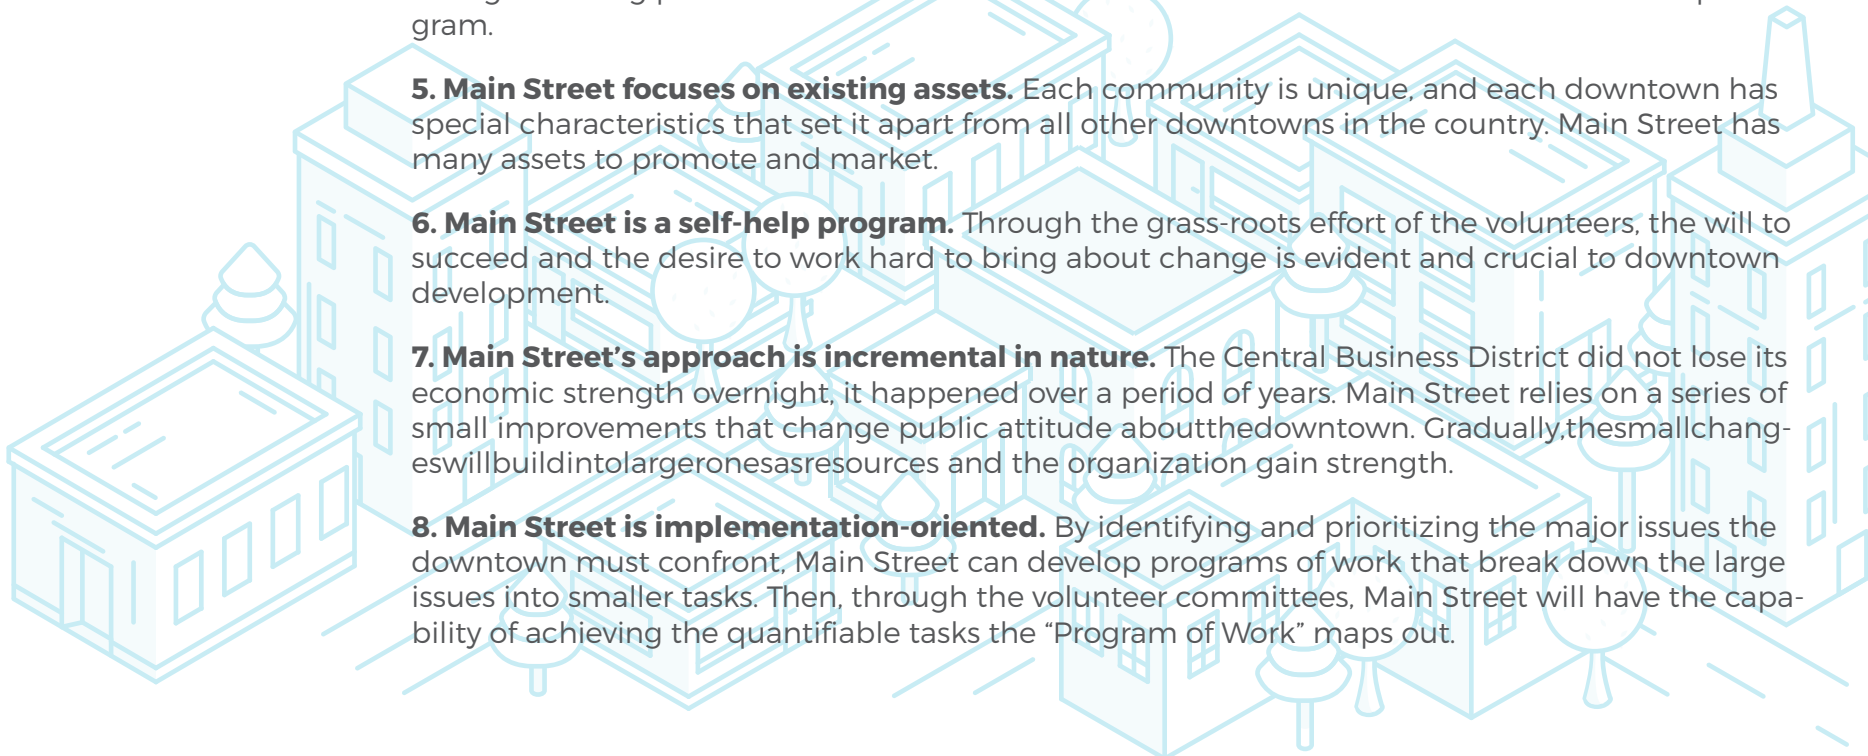 gram.
5. Main Street focuses on existing assets. Each community is unique, and each downtown has
special characteristics that set it apart from all other downtowns in the country. Main Street has
many assets to promote and market.
6. Main Street is a self-help program. Through the grass-roots effort of the volunteers, the will to
succeed and the desire to work hard to bring about change is evident and crucial to downtown
development.
7. Main Street’s approach is incremental in nature. The Central Business District did not lose its
economic strength overnight, it happened over a period of years. Main Street relies on a series of
small improvements that change public attitude aboutthedowntown. Gradually,thesmallchang-
eswillbuildintolargeronesasresources and the organization gain strength.
8. Main Street is implementation-oriented. By identifying and prioritizing the major issues the
downtown must confront, Main Street can develop programs of work that break down the large
issues into smaller tasks. Then, through the volunteer committees, Main Street will have the capa-
bility of achieving the quantifiable tasks the “Program of Work” maps out.